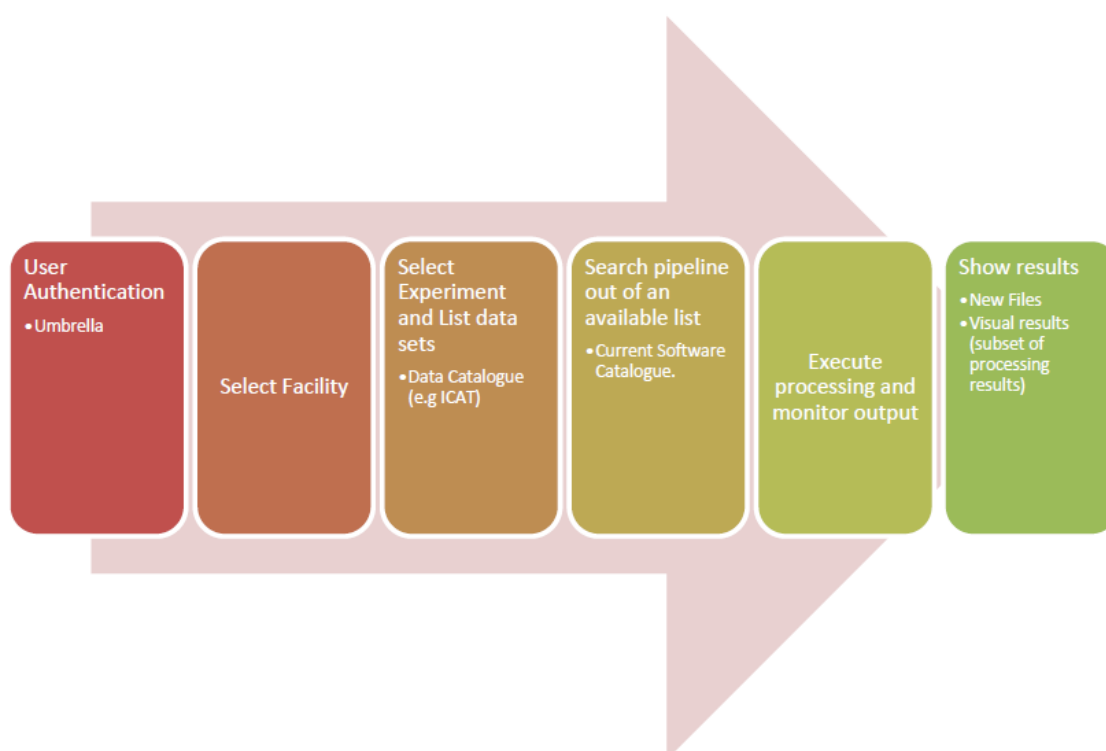 User
Authentication
•Umbrella
Select Facility
Select
Experiment
and List data
sets
•Data Catalogue
(e.g ICAT)
Search pipeline
out of an
available list
•Current Software
Catalogue.
Execute
processing and
monitor output
Show results
•New Files
•Visual results
(subset of
processing
results)